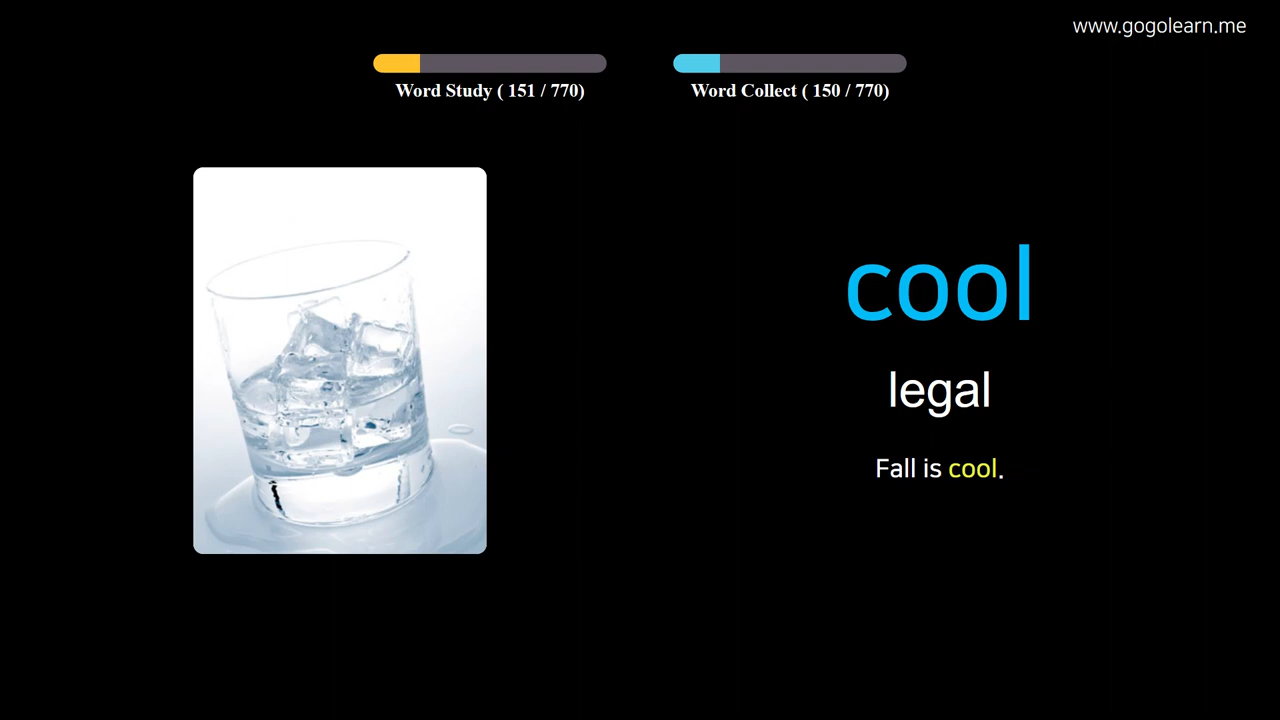 www.gogolearn.me
Word Study ( 151 / 770)
Word Collect ( 150 / 770)
cool
legal
Fall is cool.